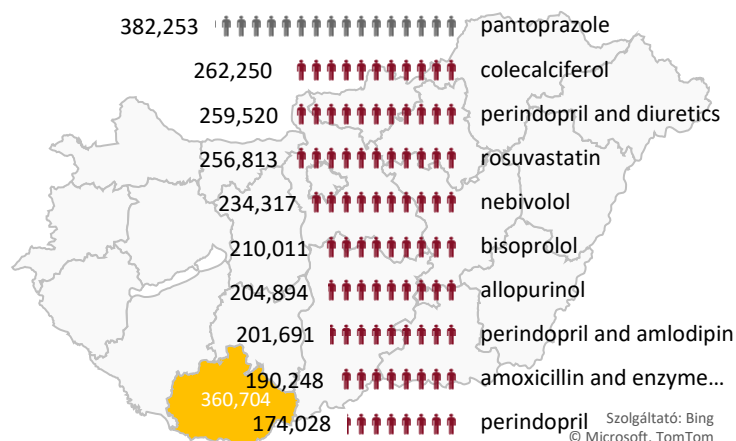 382,253 pantoprazole
262,250 colecalciferol
259,520 perindopril and diuretics
256,813 rosuvastatin
234,317 nebivolol
210,011 bisoprolol
204,894 allopurinol
201,691 perindopril and amlodipin
190,248 amoxicillin and enzyme...
360,704
174,028 perindopril
Szolgáltató: Bing
© Microsoft, TomTom